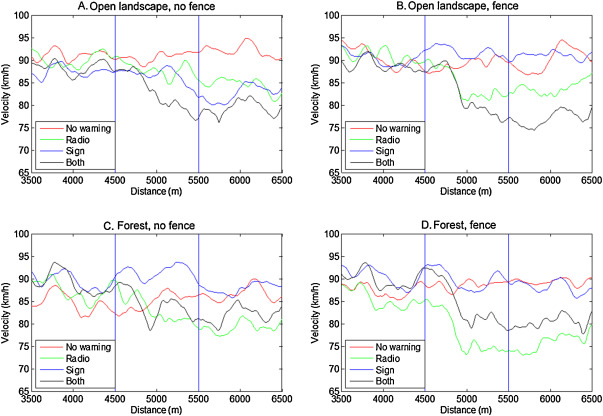 A. Open landscape, no fence
95
90
85
80
75
70
65
Velocity (km/h)
No warning
Radio
Sign
Both
3500 4000 4500 5000 5500 6000 6500
Distance (m)
B. Open landscape, fence
95
90
85
80
75
70
65
Velocity (km/h)
No warning
Radio
Sign
Both
3500 4000 4500 5000 5500 6000 6500
Distance (m)
C. Forest, no fence
100
95
90
85
80
75
70
65
Velocity (km/h)
No warning
Radio
Sign
Both
3500 4000 4500 5000 5500 6000 6500
Distance (m)
D. Forest, fence
100
95
90
85
80
75
70
65
Velocity (km/h)
No warning
Radio
Sign
Both
3500 4000 4500 5000 5500 6000 6500
Distance (m)